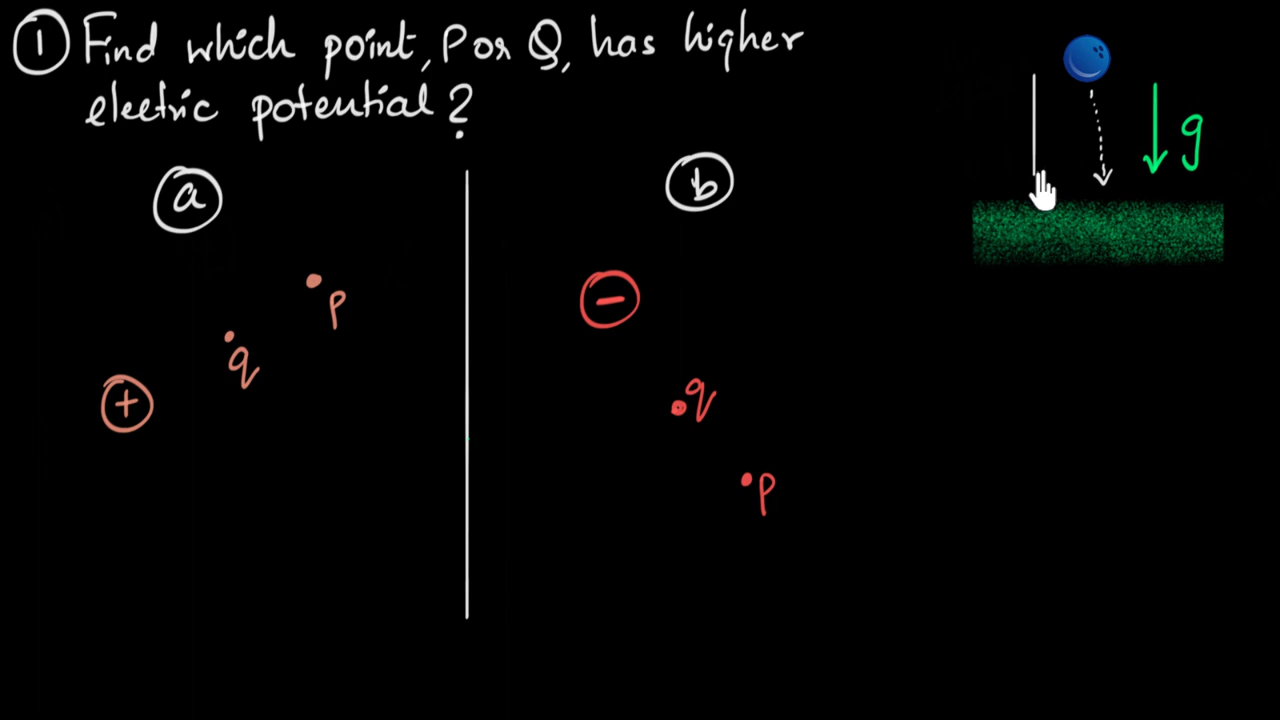 ① Find which point, P or Q, has higher
electric potential?
a
b
g
p
q
+
−
q
p